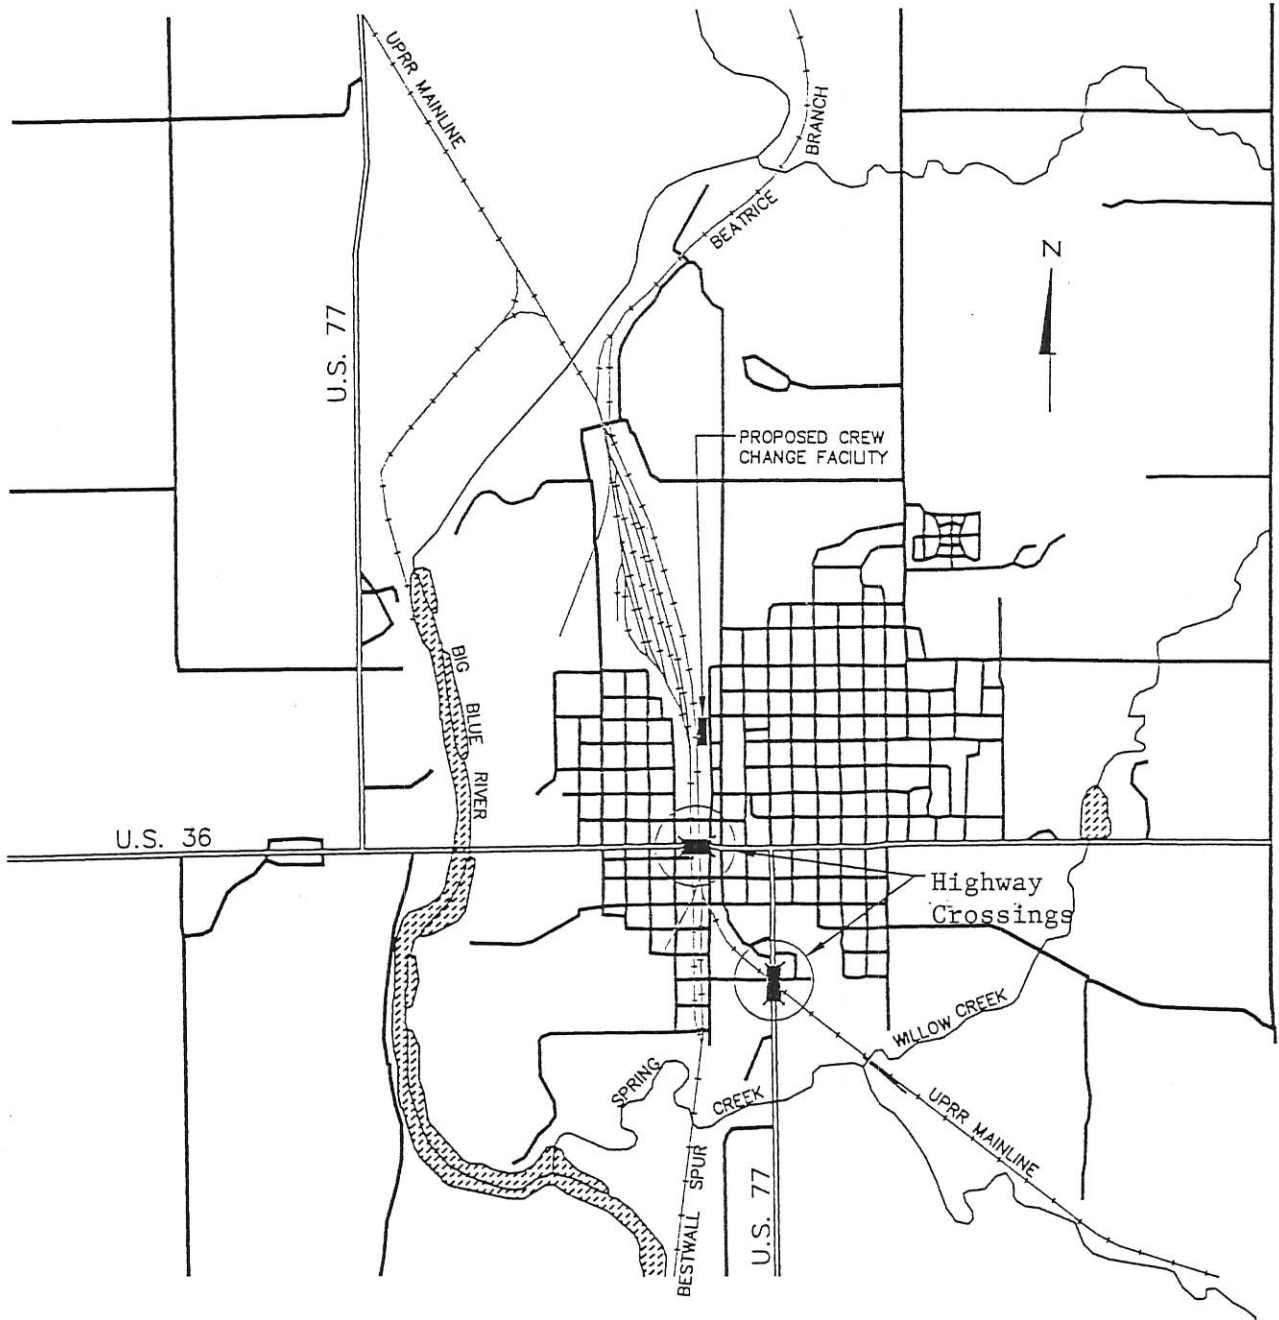 UPRR MAINLINE
BRANCH
BEATRICE
N
U.S. 77
PROPOSED CREW
CHANGE FACILITY
BIG BLUE RIVER
U.S. 36
Highway
Crossings
WILLOW CREEK
SPRING CREEK
UPRR MAINLINE
BESTWALL SPUR
U.S. 77